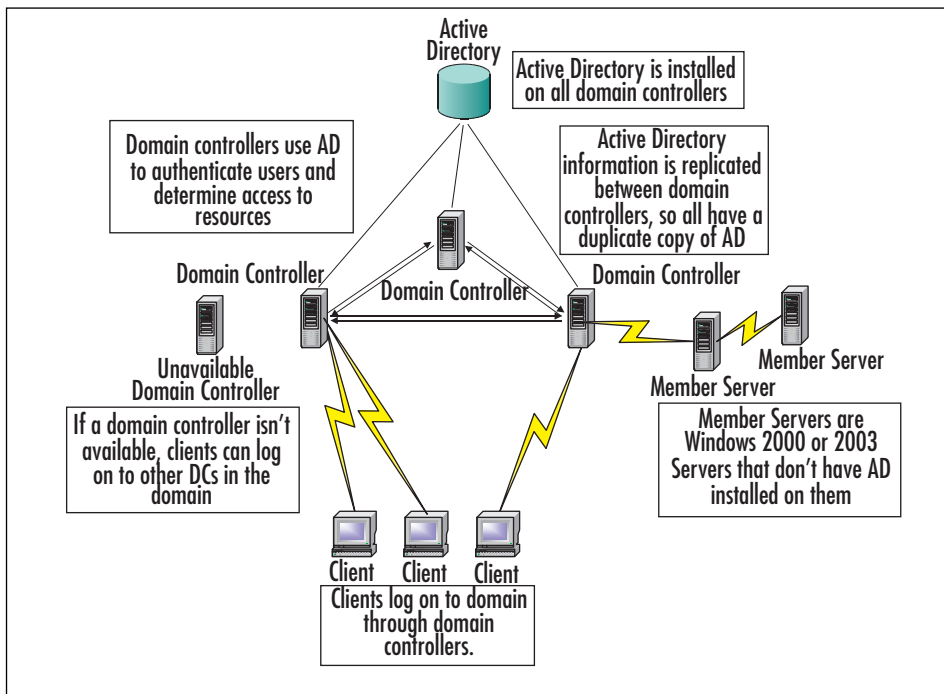 Active
Directory
Active Directory is installed
on all domain controllers
Domain controllers use AD
to authenticate users and
determine access to
resources
Active Directory
information is replicated
between domain
controllers, so all have a
duplicate copy of AD
Domain Controller
Domain Controller
Domain Controller
Unavailable
Domain Controller
Member Server
Member Server
If a domain controller isn't
available, clients can log
on to other DCs in the
domain
Member Servers are
Windows 2000 or 2003
Servers that don't have AD
installed on them
Client
Client
Client
Clients log on to domain
through domain
controllers.